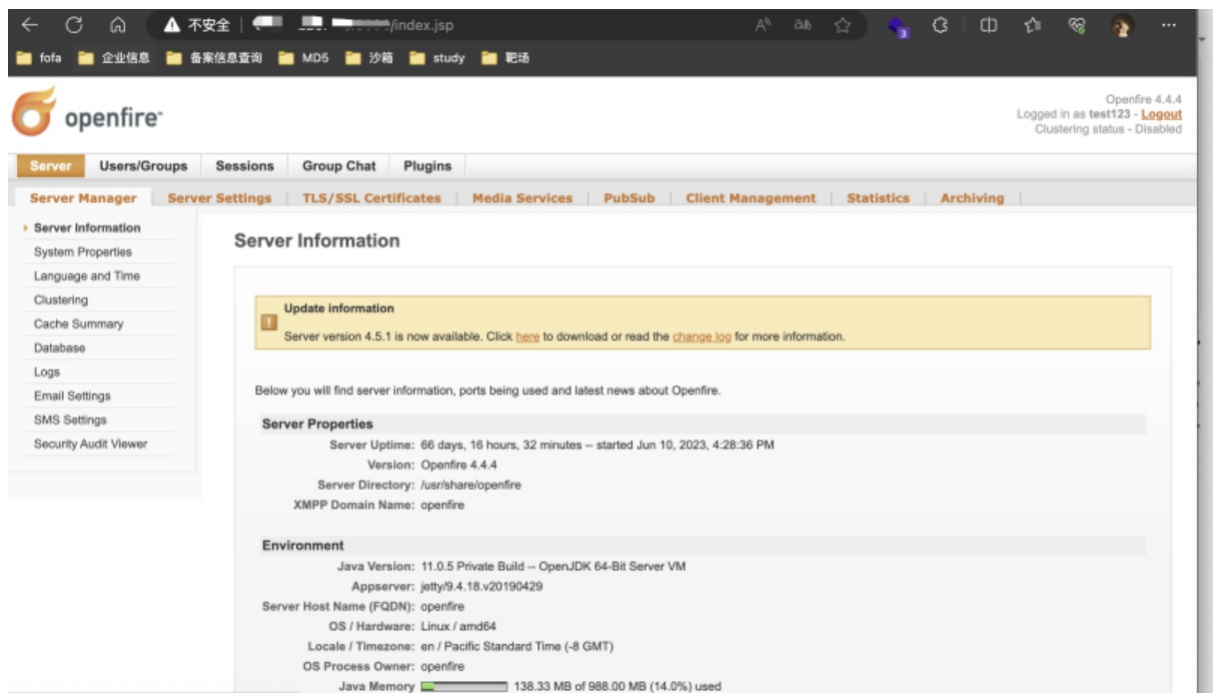 不安全 | /index.jsp
fofa 企业信息 备案信息查询 MD5 沙箱 study 靶场
openfire
Openfire 4.4.4
Logged in as test123 - Logout
Clustering status - Disabled
Server Users/Groups Sessions Group Chat Plugins
Server Manager Server Settings TLS/SSL Certificates Media Services PubSub Client Management Statistics Archiving
Server Information
System Properties
Language and Time
Clustering
Cache Summary
Database
Logs
Email Settings
SMS Settings
Security Audit Viewer
Server Information
Update information
Server version 4.5.1 is now available. Click here to download or read the change log for more information.
Below you will find server information, ports being used and latest news about Openfire.
Server Properties
Server Uptime: 66 days, 16 hours, 32 minutes -- started Jun 10, 2023, 4:28:36 PM
Version: Openfire 4.4.4
Server Directory: /usr/share/openfire
XMPP Domain Name: openfire
Environment
Java Version: 11.0.5 Private Build -- OpenJDK 64-Bit Server VM
Appserver: jetty/9.4.18.v20190429
Server Host Name (FQDN): openfire
OS / Hardware: Linux / amd64
Locale / Timezone: en / Pacific Standard Time (-8 GMT)
OS Process Owner: openfire
Java Memory 138.33 MB of 988.00 MB (14.0%) used